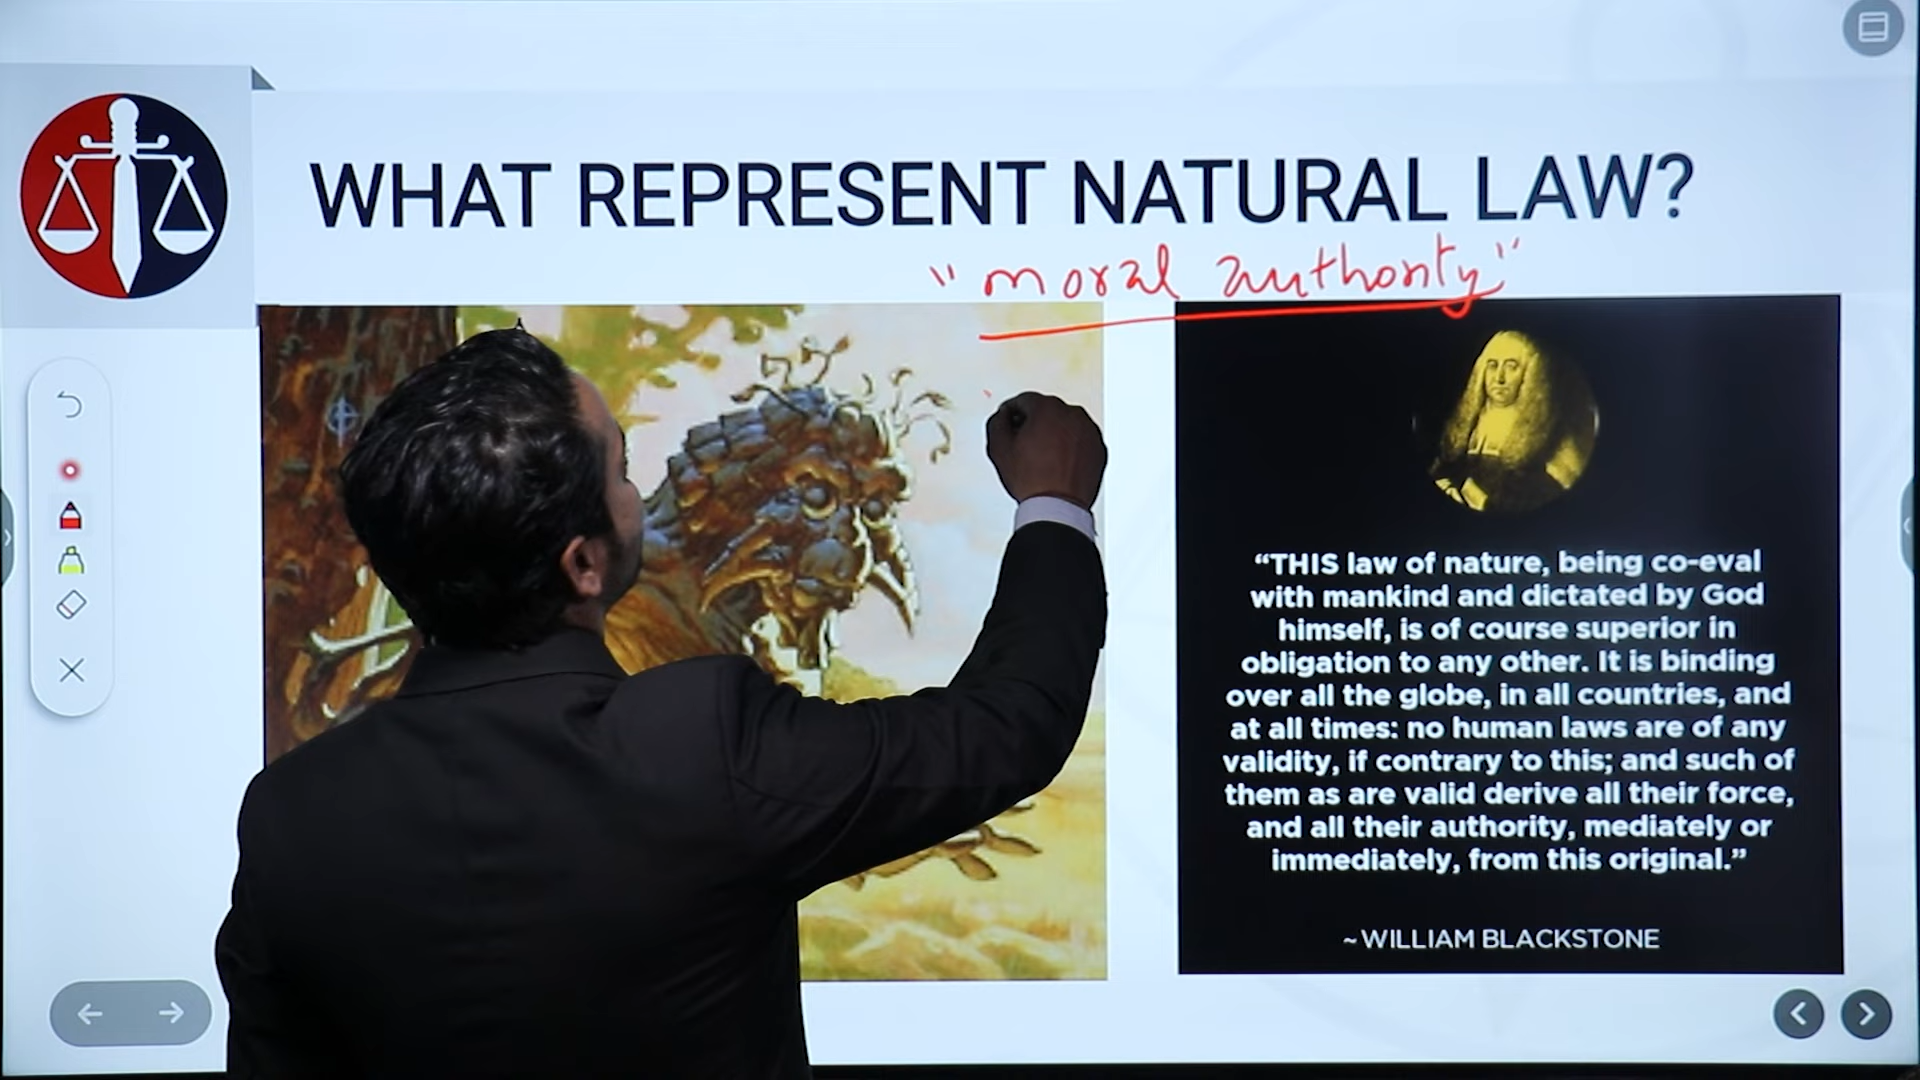 WHAT REPRESENT NATURAL LAW?
"moral authority"
“THIS law of nature, being co-eval
with mankind and dictated by God
himself, is of course superior in
obligation to any other. It is binding
over all the globe, in all countries, and
at all times: no human laws are of any
validity, if contrary to this; and such of
them as are valid derive all their force,
and all their authority, mediately or
immediately, from this original.”
~WILLIAM BLACKSTONE